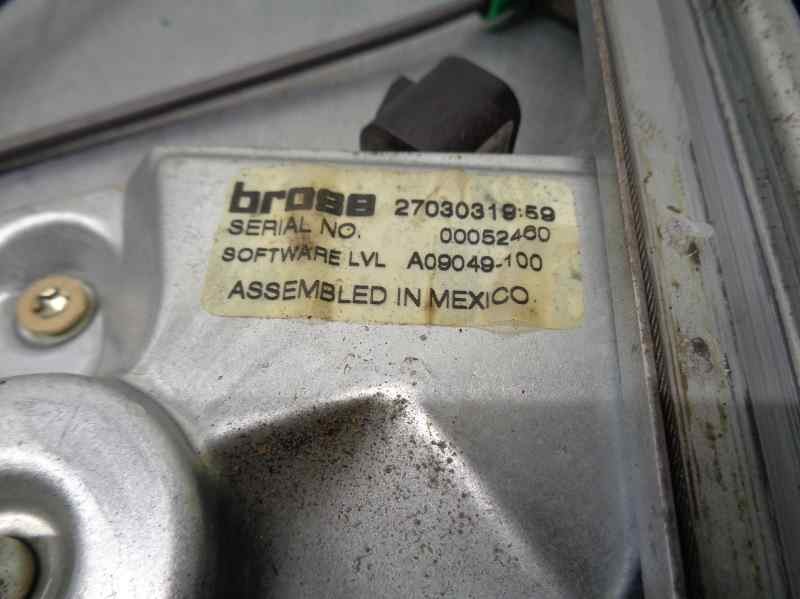 brose 27030319:59
SERIAL NO. 00052460
SOFTWARE LVL A09049-100
ASSEMBLED IN MEXICO.